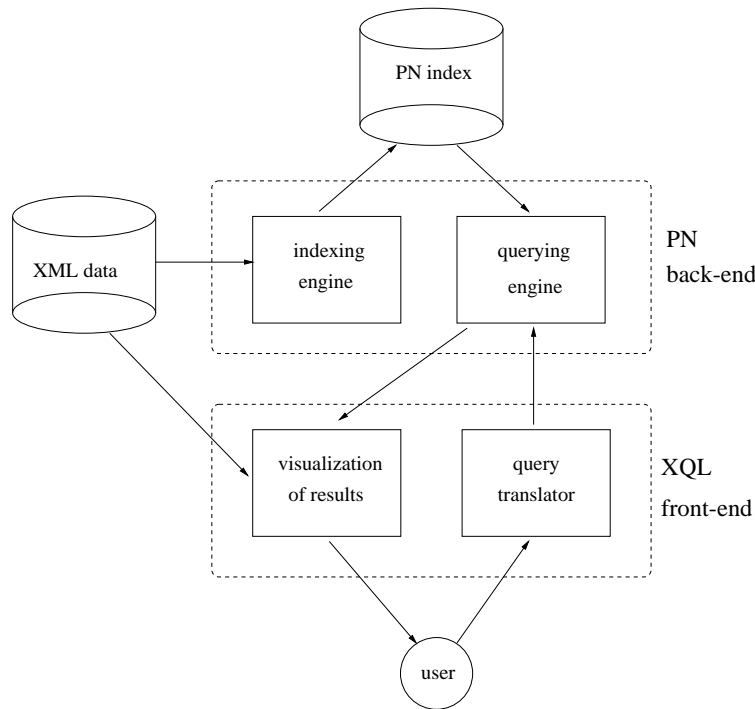 PN index
XML data
indexing
engine
querying
engine
PN
back-end
visualization
of results
query
translator
XQL
front-end
user